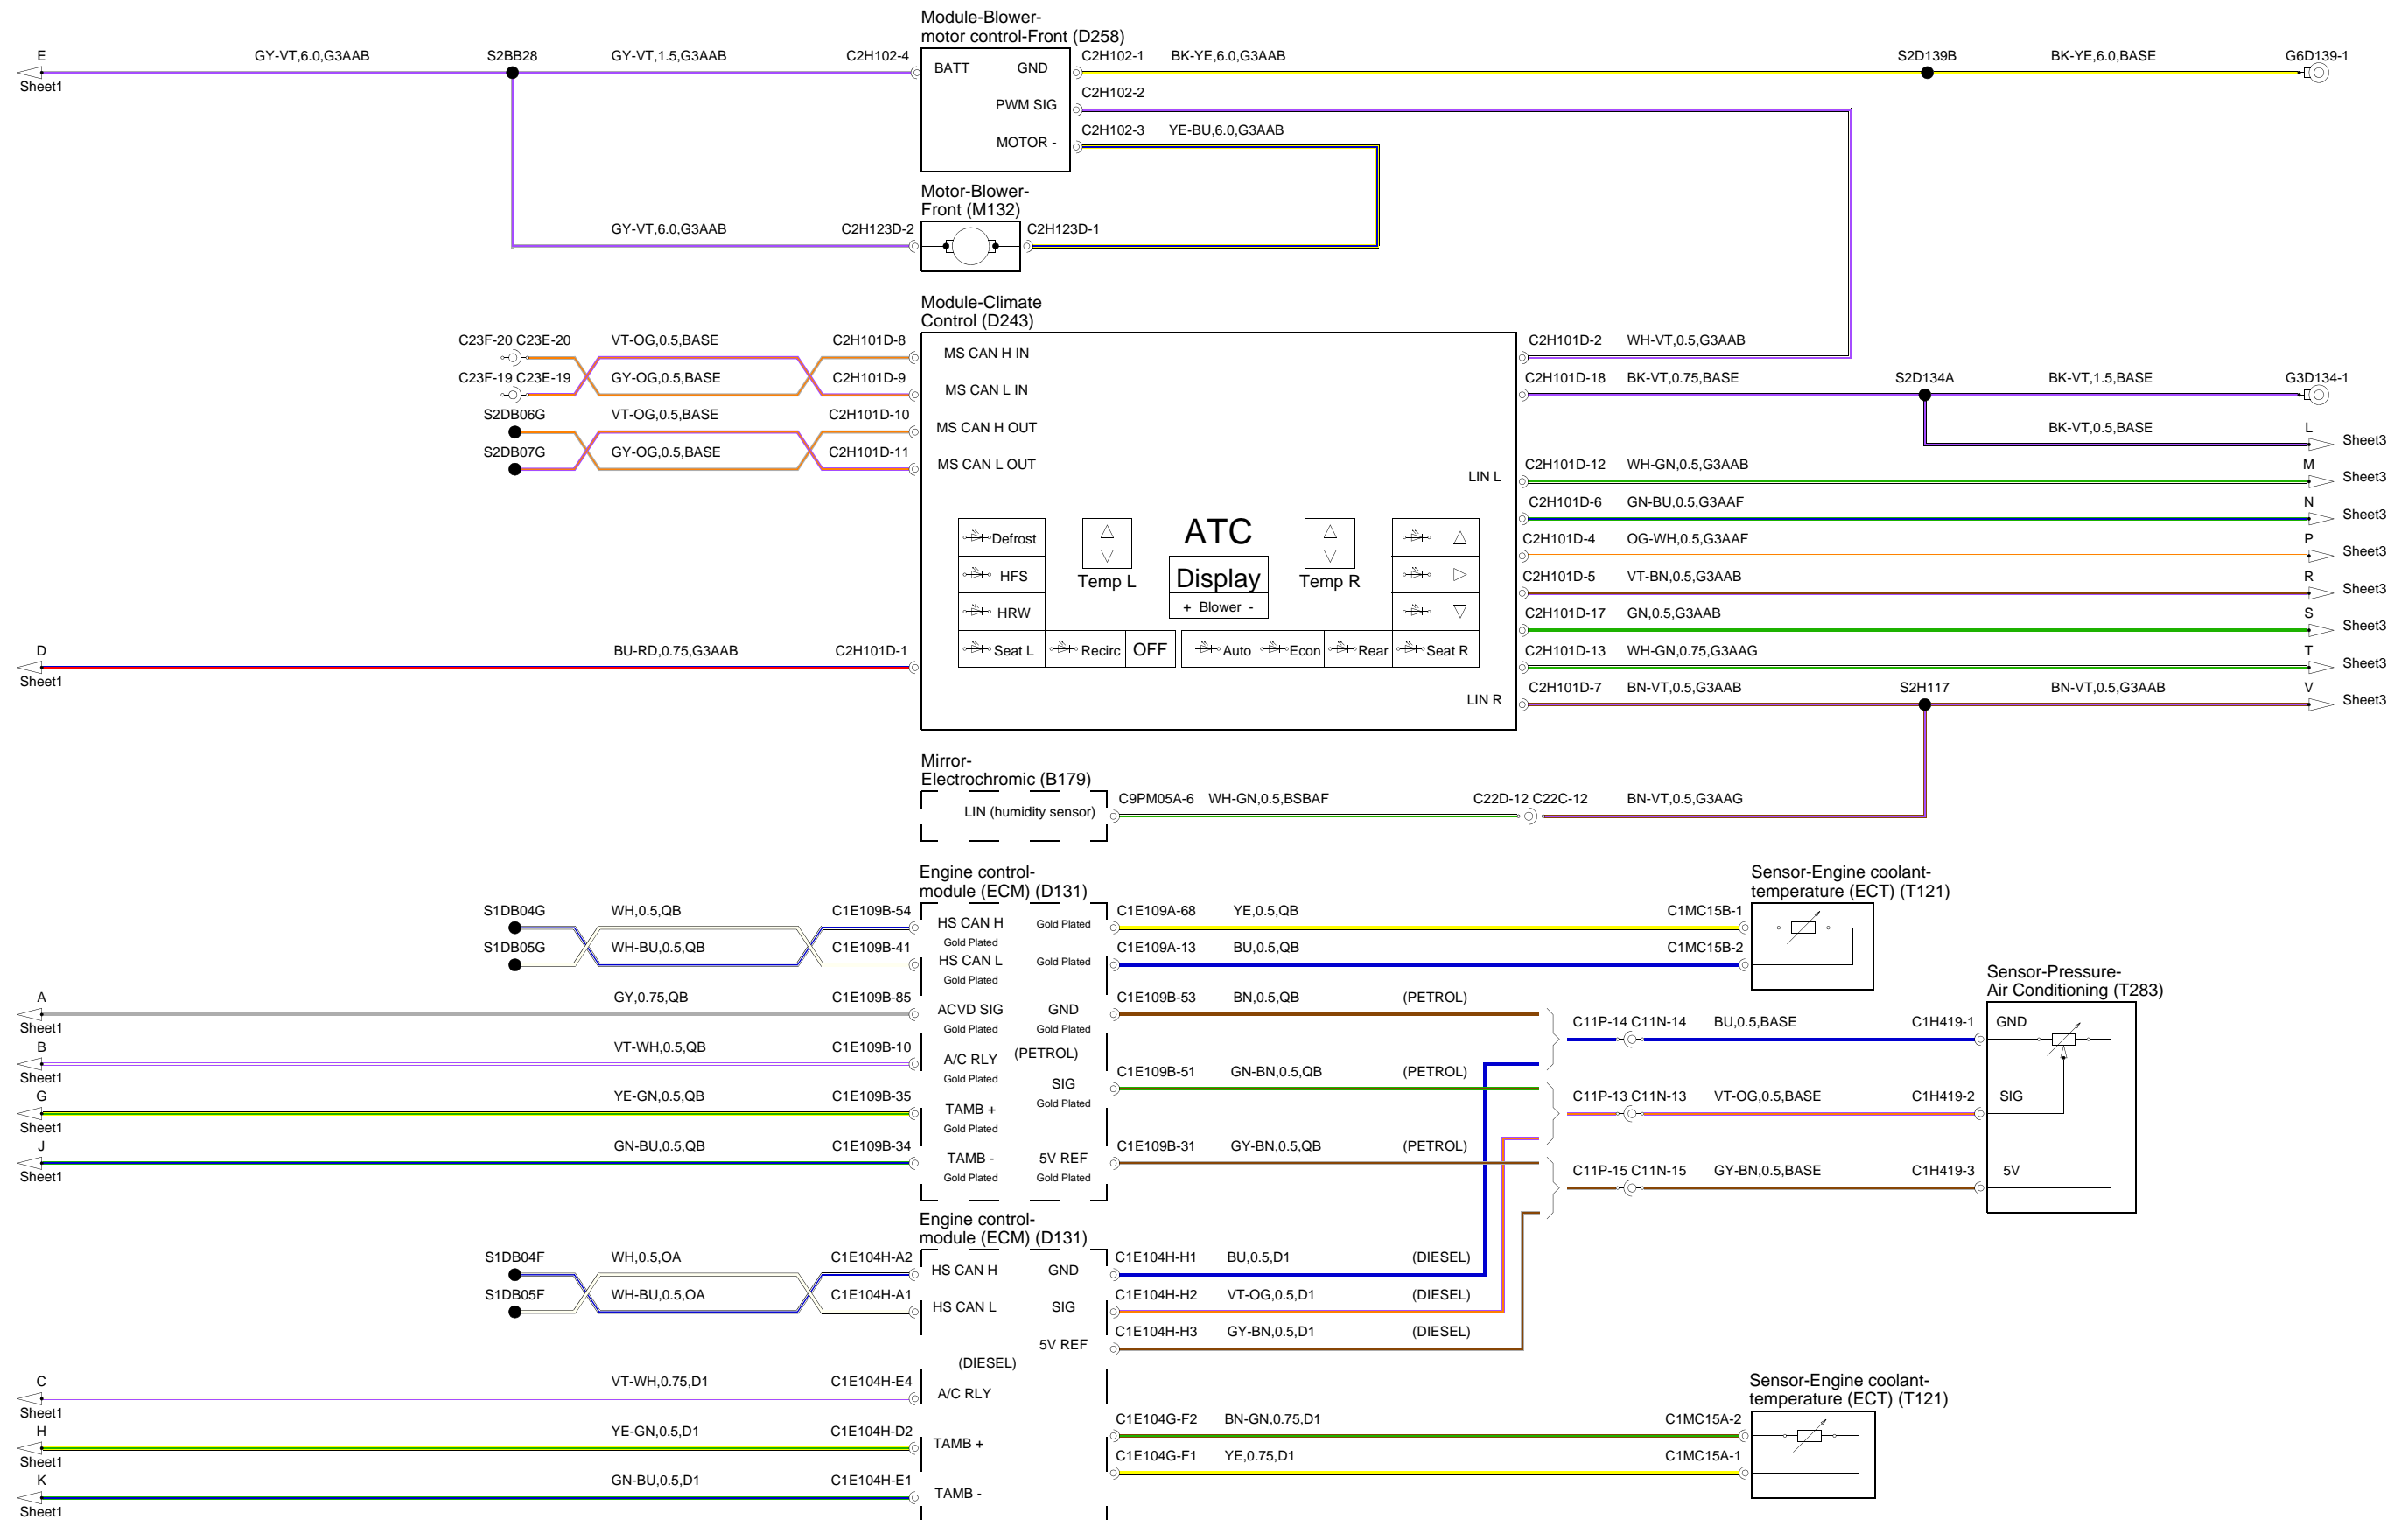 Module-Blower-
motor control-Front (D258)
E
GY-VT,6.0,G3AAB
S2BB28
GY-VT,1.5,G3AAB
C2H102-4
BATT
GND
C2H102-1
BK-YE,6.0,G3AAB
S2D139B
BK-YE,6.0,BASE
G6D139-1
Sheet1
PWM SIG
C2H102-2
MOTOR -
C2H102-3
YE-BU,6.0,G3AAB
Motor-Blower-
Front (M132)
GY-VT,6.0,G3AAB
C2H123D-2
C2H123D-1
Module-Climate
Control (D243)
C23F-20 C23E-20
VT-OG,0.5,BASE
C2H101D-8
MS CAN H IN
C2H101D-2
WH-VT,0.5,G3AAB
C23F-19 C23E-19
GY-OG,0.5,BASE
C2H101D-9
MS CAN L IN
C2H101D-18
BK-VT,0.75,BASE
S2D134A
BK-VT,1.5,BASE
G3D134-1
S2DB06G
VT-OG,0.5,BASE
C2H101D-10
MS CAN H OUT
BK-VT,0.5,BASE
L
Sheet3
S2DB07G
GY-OG,0.5,BASE
C2H101D-11
MS CAN L OUT
LIN L
C2H101D-12
WH-GN,0.5,G3AAB
M
Sheet3
C2H101D-6
GN-BU,0.5,G3AAF
N
Sheet3
ATC
Defrost
C2H101D-4
OG-WH,0.5,G3AAF
P
Sheet3
HFS
Temp L
Display
Temp R
C2H101D-5
VT-BN,0.5,G3AAB
R
Sheet3
HRW
+ Blower -
C2H101D-17
GN,0.5,G3AAB
S
Sheet3
D
BU-RD,0.75,G3AAB
C2H101D-1
Seat L
Recirc
OFF
Auto
Econ
Rear
Seat R
C2H101D-13
WH-GN,0.75,G3AAG
T
Sheet3
Sheet1
LIN R
C2H101D-7
BN-VT,0.5,G3AAB
S2H117
BN-VT,0.5,G3AAB
V
Sheet3
Mirror-
Electrochromic (B179)
LIN (humidity sensor)
C9PM05A-6
WH-GN,0.5,BSBAF
C22D-12 C22C-12
BN-VT,0.5,G3AAG
Engine control-
module (ECM) (D131)
Sensor-Engine coolant-
temperature (ECT) (T121)
S1DB04G
WH,0.5,QB
C1E109B-54
HS CAN H
Gold Plated
Gold Plated
C1E109A-68
YE,0.5,QB
C1MC15B-1
S1DB05G
WH-BU,0.5,QB
C1E109B-41
HS CAN L
Gold Plated
Gold Plated
C1E109A-13
BU,0.5,QB
C1MC15B-2
Sensor-Pressure-
Air Conditioning (T283)
A
Sheet1
GY,0.75,QB
C1E109B-85
ACVD SIG
Gold Plated
GND
Gold Plated
C1E109B-53
BN,0.5,QB
(PETROL)
C11P-14 C11N-14
BU,0.5,BASE
C1H419-1
GND
B
Sheet1
VT-WH,0.5,QB
C1E109B-10
A/C RLY
Gold Plated
(PETROL)
SIG
Gold Plated
C1E109B-51
GN-BN,0.5,QB
(PETROL)
C11P-13 C11N-13
VT-OG,0.5,BASE
C1H419-2
SIG
G
Sheet1
YE-GN,0.5,QB
C1E109B-35
TAMB +
Gold Plated
J
Sheet1
GN-BU,0.5,QB
C1E109B-34
TAMB -
Gold Plated
5V REF
Gold Plated
C1E109B-31
GY-BN,0.5,QB
(PETROL)
C11P-15 C11N-15
GY-BN,0.5,BASE
C1H419-3
5V
Engine control-
module (ECM) (D131)
S1DB04F
WH,0.5,OA
C1E104H-A2
HS CAN H
GND
C1E104H-H1
BU,0.5,D1
(DIESEL)
S1DB05F
WH-BU,0.5,OA
C1E104H-A1
HS CAN L
SIG
C1E104H-H2
VT-OG,0.5,D1
(DIESEL)
5V REF
C1E104H-H3
GY-BN,0.5,D1
(DIESEL)
(DIESEL)
C
Sheet1
VT-WH,0.75,D1
C1E104H-E4
A/C RLY
Sensor-Engine coolant-
temperature (ECT) (T121)
H
Sheet1
YE-GN,0.5,D1
C1E104H-D2
TAMB +
C1E104G-F2
BN-GN,0.75,D1
C1MC15A-2
C1E104G-F1
YE,0.75,D1
C1MC15A-1
K
Sheet1
GN-BU,0.5,D1
C1E104H-E1
TAMB -